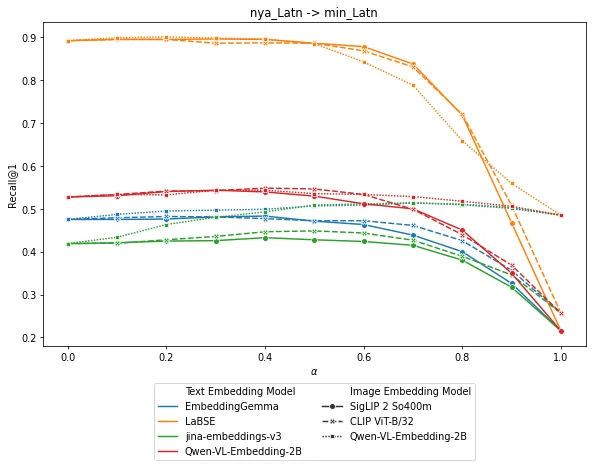 nya_Latn -> min_Latn
Recall@1
0.9
0.8
0.7
0.6
0.5
0.4
0.3
0.2
0.0 0.2 0.4 0.6 0.8 1.0
α
Text Embedding Model Image Embedding Model
EmbeddingGemma SigLIP 2 So400m
LaBSE CLIP ViT-B/32
jina-embeddings-v3 Qwen-VL-Embedding-2B
Qwen-VL-Embedding-2B